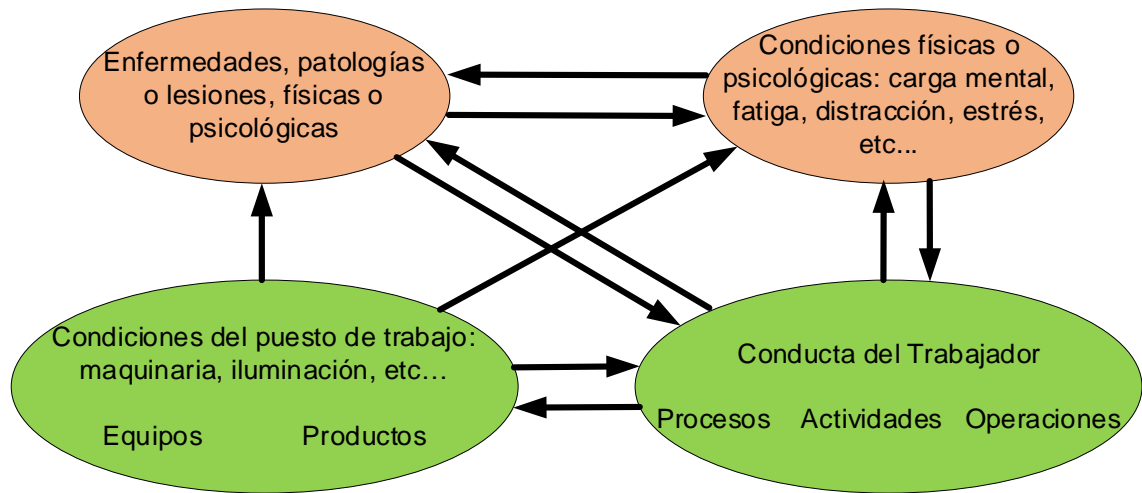 Enfermedades, patologías
o lesiones, físicas o
psicológicas
Condiciones físicas o
psicológicas: carga mental,
fatiga, distracción, estrés,
etc...
Condiciones del puesto de trabajo:
maquinaria, iluminación, etc…
Equipos Productos
Conducta del Trabajador
Procesos Actividades Operaciones